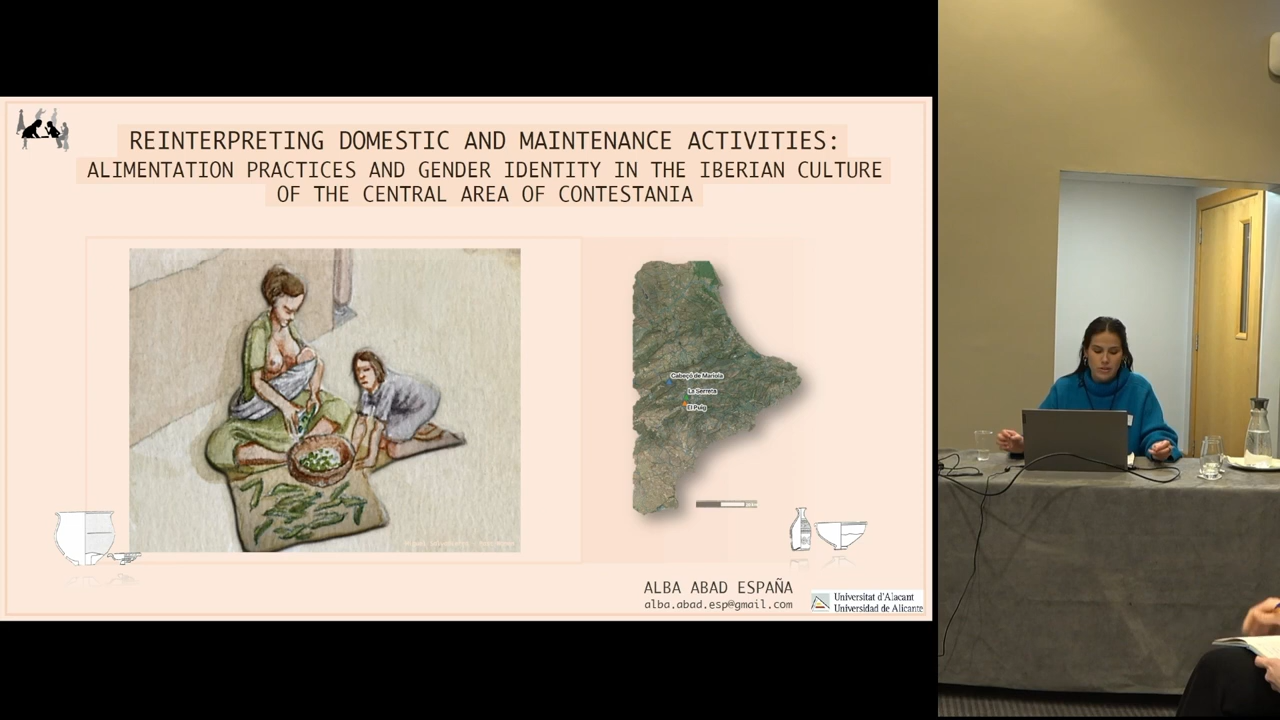 REINTERPRETING DOMESTIC AND MAINTENANCE ACTIVITIES:
ALIMENTATION PRACTICES AND GENDER IDENTITY IN THE IBERIAN CULTURE
OF THE CENTRAL AREA OF CONTESTANIA
Cabeçó de Mariola
La Serreta
El Puig
ALBA ABAD ESPAÑA
alba.abad.esp@gmail.com
Universitat d'Alacant
Universidad de Alicante